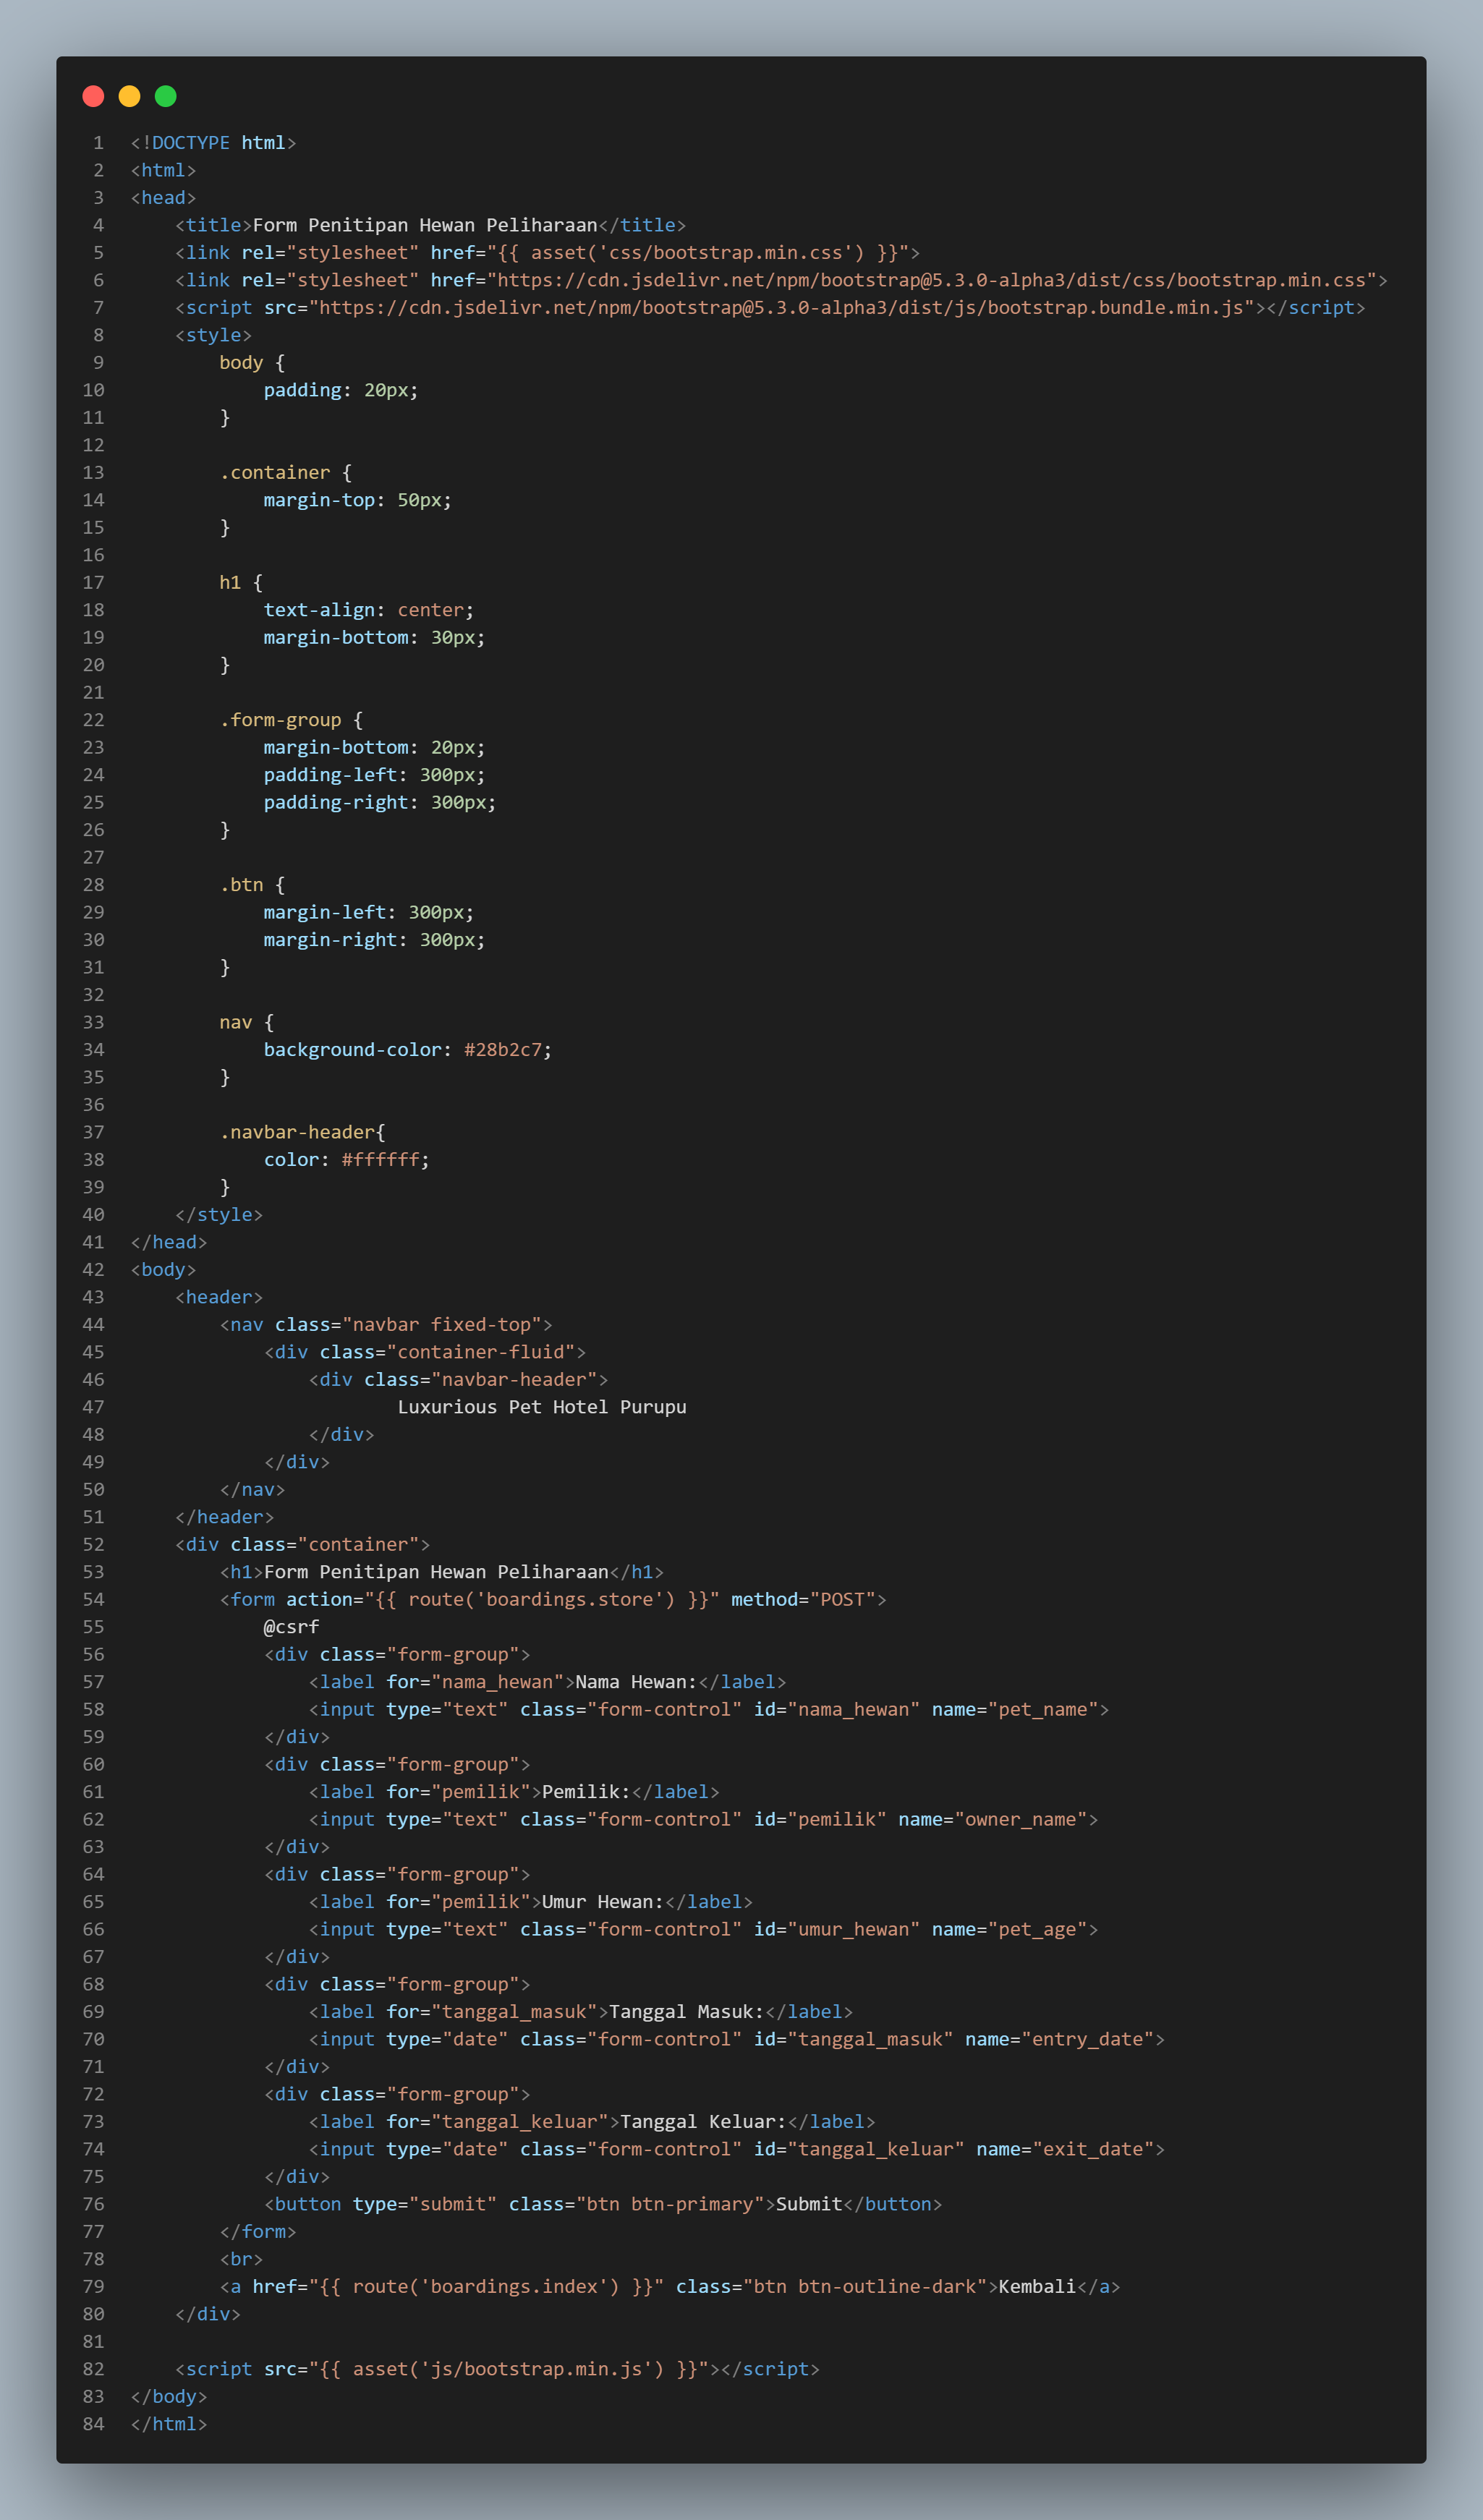 1 <!DOCTYPE html>
2 <html>
3 <head>
4     <title>Form Penitipan Hewan Peliharaan</title>
5     <link rel="stylesheet" href="{{ asset('css/bootstrap.min.css') }}">
6     <link rel="stylesheet" href="https://cdn.jsdelivr.net/npm/bootstrap@5.3.0-alpha3/dist/css/bootstrap.min.css">
7     <script src="https://cdn.jsdelivr.net/npm/bootstrap@5.3.0-alpha3/dist/js/bootstrap.bundle.min.js"></script>
8     <style>
9         body {
10             padding: 20px;
11         }
12
13         .container {
14             margin-top: 50px;
15         }
16
17         h1 {
18             text-align: center;
19             margin-bottom: 30px;
20         }
21
22         .form-group {
23             margin-bottom: 20px;
24             padding-left: 300px;
25             padding-right: 300px;
26         }
27
28         .btn {
29             margin-left: 300px;
30             margin-right: 300px;
31         }
32
33         nav {
34             background-color: #28b2c7;
35         }
36
37         .navbar-header{
38             color: #ffffff;
39         }
40     </style>
41 </head>
42 <body>
43     <header>
44         <nav class="navbar fixed-top">
45             <div class="container-fluid">
46                 <div class="navbar-header">
47                         Luxurious Pet Hotel Purupu
48                 </div>
49             </div>
50         </nav>
51     </header>
52     <div class="container">
53         <h1>Form Penitipan Hewan Peliharaan</h1>
54         <form action="{{ route('boardings.store') }}" method="POST">
55             @csrf
56             <div class="form-group">
57                 <label for="nama_hewan">Nama Hewan:</label>
58                 <input type="text" class="form-control" id="nama_hewan" name="pet_name">
59             </div>
60             <div class="form-group">
61                 <label for="pemilik">Pemilik:</label>
62                 <input type="text" class="form-control" id="pemilik" name="owner_name">
63             </div>
64             <div class="form-group">
65                 <label for="pemilik">Umur Hewan:</label>
66                 <input type="text" class="form-control" id="umur_hewan" name="pet_age">
67             </div>
68             <div class="form-group">
69                 <label for="tanggal_masuk">Tanggal Masuk:</label>
70                 <input type="date" class="form-control" id="tanggal_masuk" name="entry_date">
71             </div>
72             <div class="form-group">
73                 <label for="tanggal_keluar">Tanggal Keluar:</label>
74                 <input type="date" class="form-control" id="tanggal_keluar" name="exit_date">
75             </div>
76             <button type="submit" class="btn btn-primary">Submit</button>
77         </form>
78         <br>
79         <a href="{{ route('boardings.index') }}" class="btn btn-outline-dark">Kembali</a>
80     </div>
81
82     <script src="{{ asset('js/bootstrap.min.js') }}"></script>
83 </body>
84 </html>